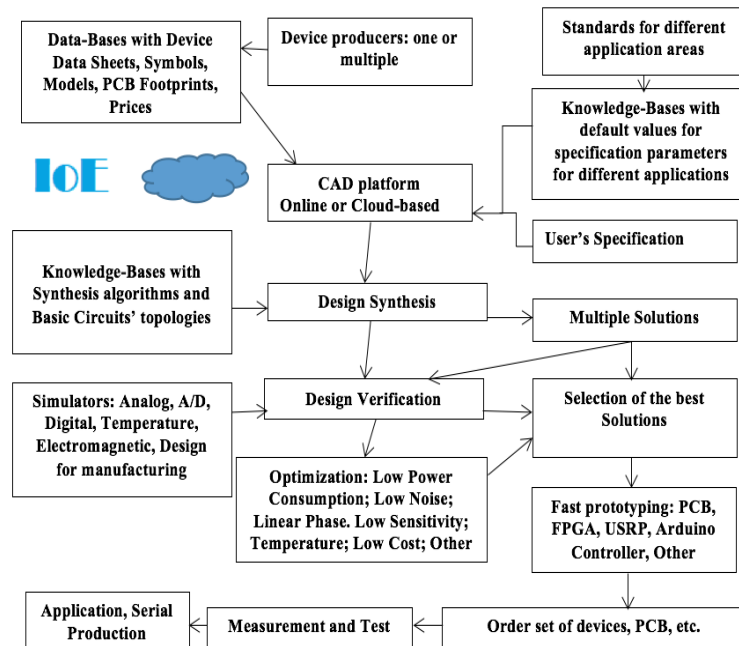 Data-Bases with Device
Data Sheets, Symbols,
Models, PCB Footprints,
Prices
Device producers: one or
multiple
Standards for different
application areas
Knowledge-Bases with
default values for
specification parameters
for different applications
IoE
CAD platform
Online or Cloud-based
User's Specification
Knowledge-Bases with
Synthesis algorithms and
Basic Circuits' topologies
Design Synthesis
Multiple Solutions
Simulators: Analog, A/D,
Digital, Temperature,
Electromagnetic, Design
for manufacturing
Design Verification
Selection of the best
Solutions
Optimization: Low Power
Consumption; Low Noise;
Linear Phase. Low Sensitivity;
Temperature; Low Cost; Other
Fast prototyping: PCB,
FPGA, USRP, Arduino
Controller, Other
Application, Serial
Production
Measurement and Test
Order set of devices, PCB, etc.